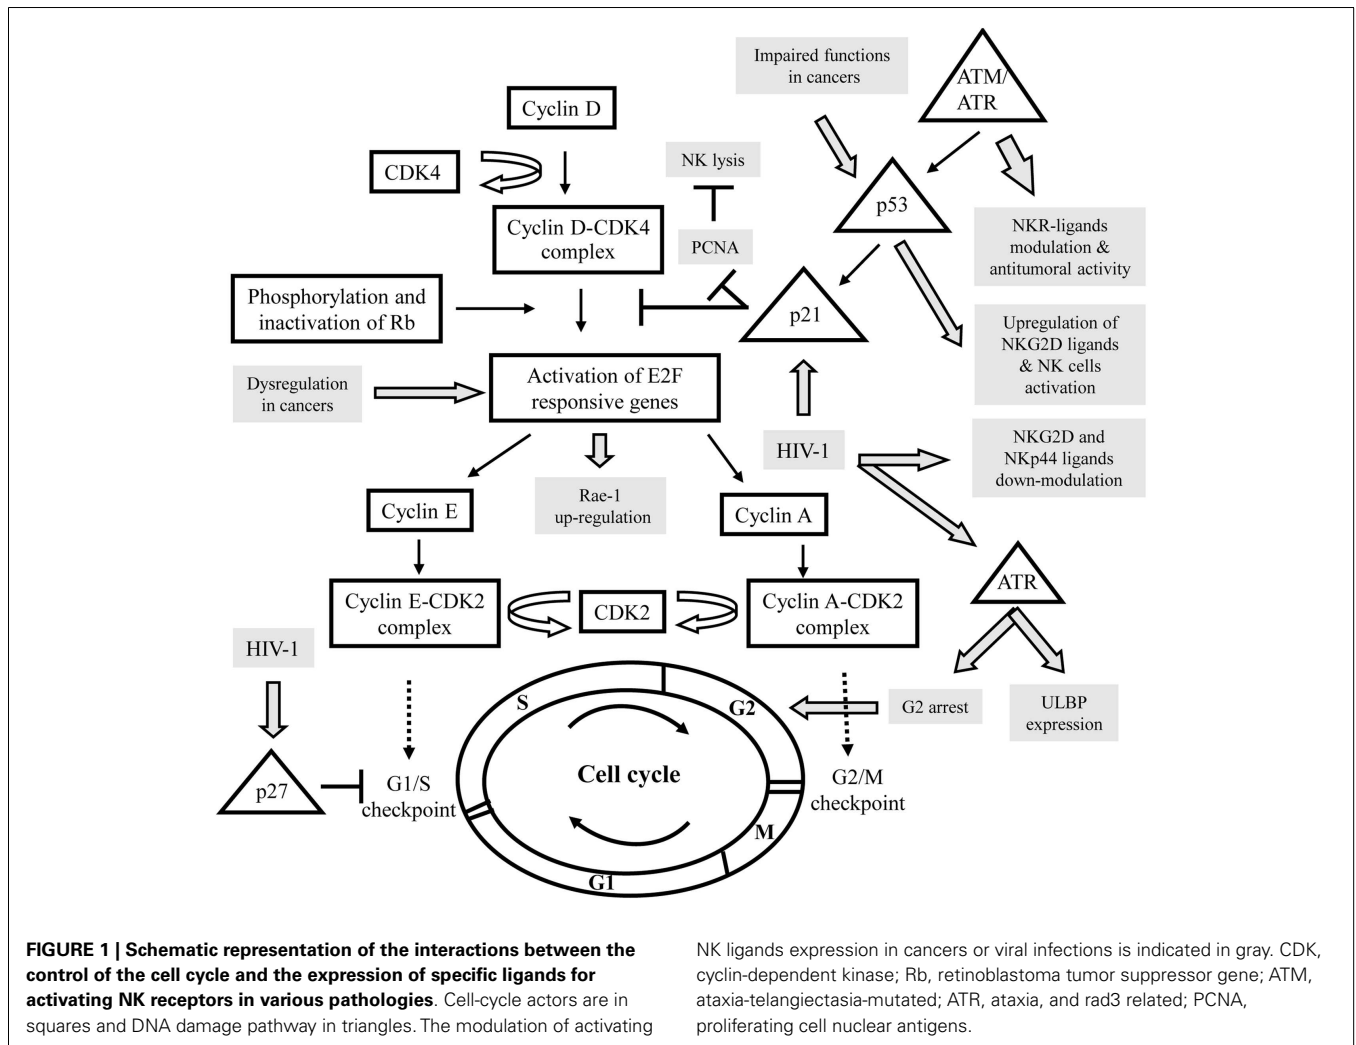 Impaired functions
in cancers
ATM/
ATR
Cyclin D
CDK4
NK lysis
p53
Cyclin D-CDK4
complex
PCNA
NKR-ligands
modulation &
antitumoral activity
Phosphorylation and
inactivation of Rb
p21
Upregulation of
NKG2D ligands
& NK cells
activation
Dysregulation
in cancers
Activation of E2F
responsive genes
HIV-1
NKG2D and
NKp44 ligands
down-modulation
Cyclin E
Rae-1
up-regulation
Cyclin A
ATR
Cyclin E-CDK2
complex
CDK2
Cyclin A-CDK2
complex
HIV-1
S
G2
G2 arrest
ULBP
expression
p27
G1/S
checkpoint
Cell cycle
G2/M
checkpoint
M
G1
FIGURE 1 | Schematic representation of the interactions between the
control of the cell cycle and the expression of specific ligands for
activating NK receptors in various pathologies. Cell-cycle actors are in
squares and DNA damage pathway in triangles. The modulation of activating
NK ligands expression in cancers or viral infections is indicated in gray. CDK,
cyclin-dependent kinase; Rb, retinoblastoma tumor suppressor gene; ATM,
ataxia-telangiectasia-mutated; ATR, ataxia, and rad3 related; PCNA,
proliferating cell nuclear antigens.